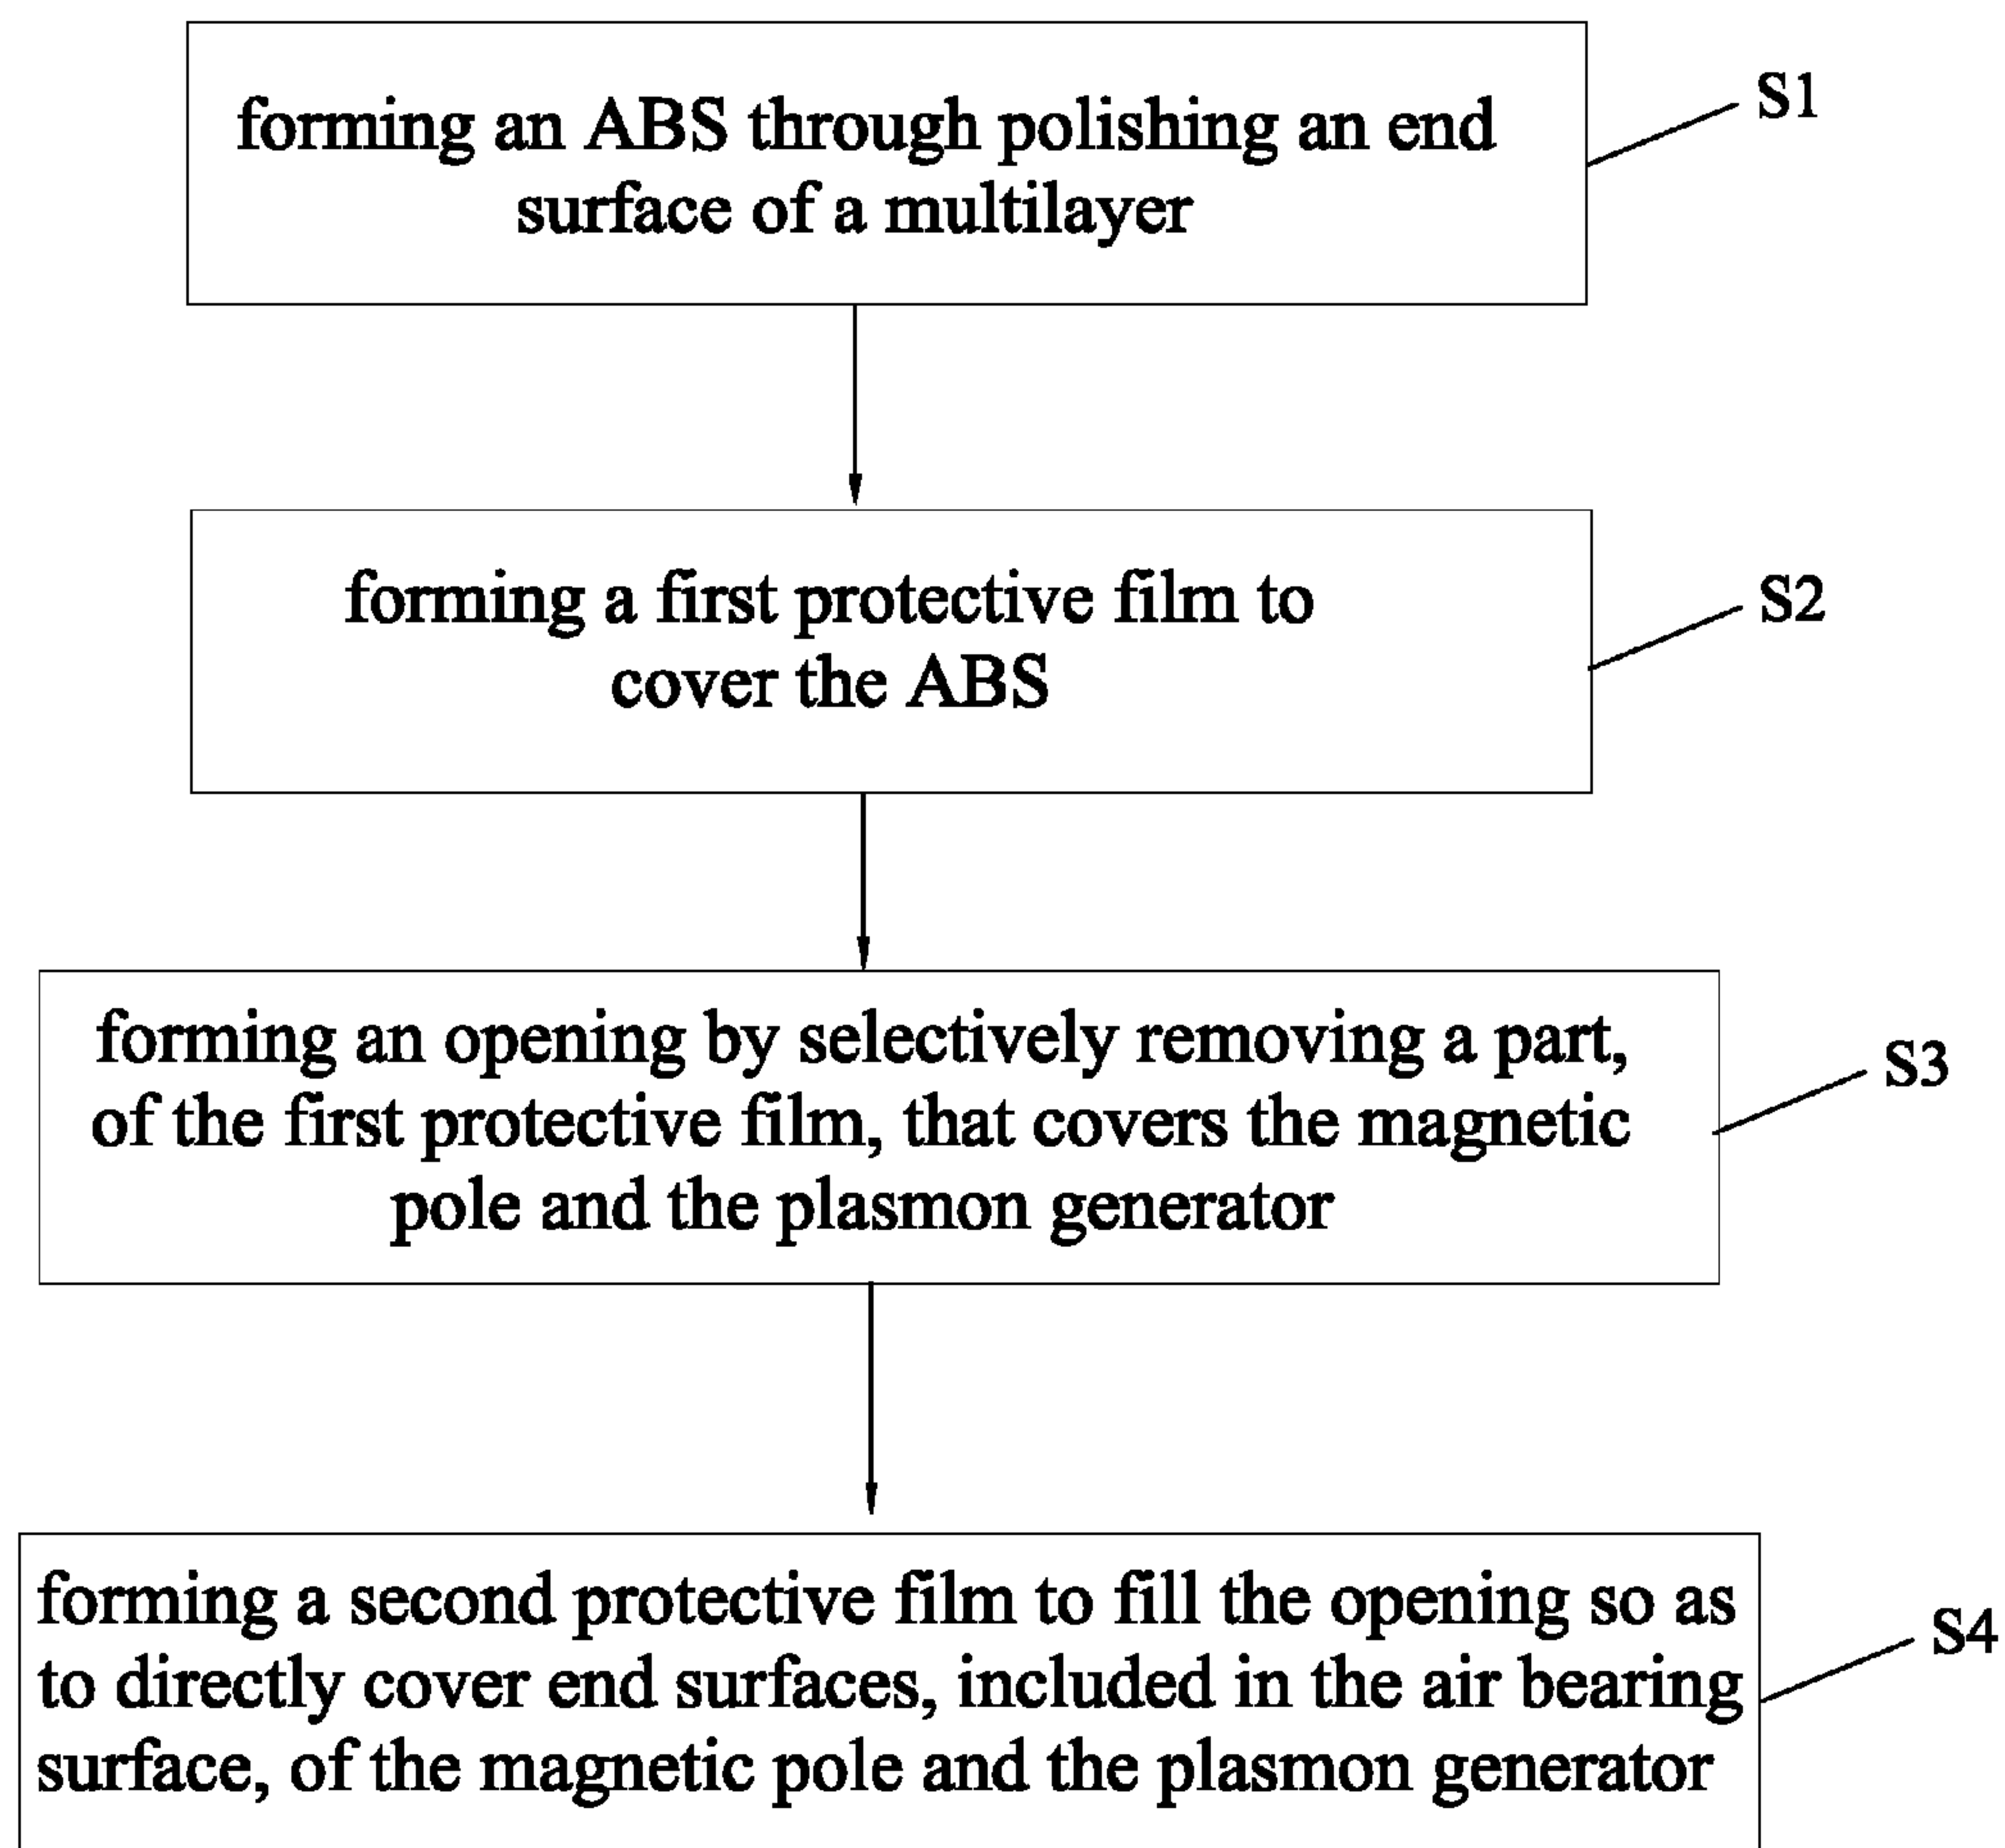 forming an ABS through polishing an end
surface of a multilayer
S1
forming a first protective film to
cover the ABS
S2
forming an opening by selectively removing a part,
of the first protective film, that covers the magnetic
pole and the plasmon generator
S3
forming a second protective film to fill the opening so as
to directly cover end surfaces, included in the air bearing
surface, of the magnetic pole and the plasmon generator
S4